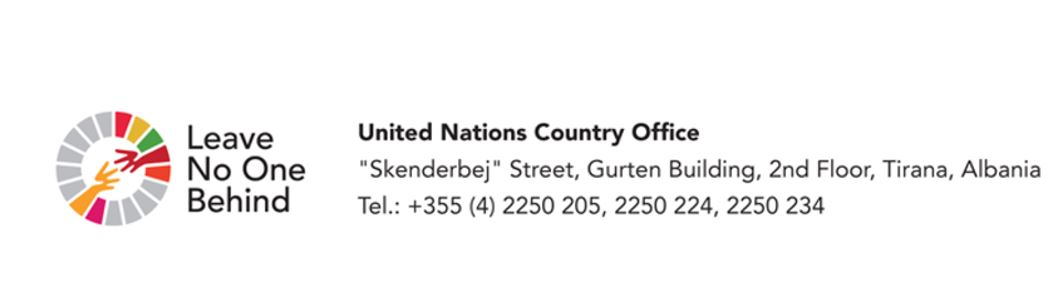 Leave
No One
Behind
United Nations Country Office
"Skenderbej" Street, Gurten Building, 2nd Floor, Tirana, Albania
Tel.: +355 (4) 2250 205, 2250 224, 2250 234